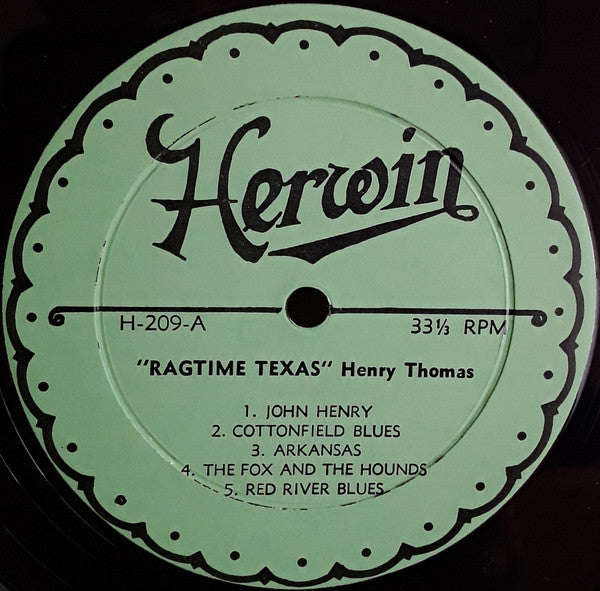 Herwin
H-209-A 33⅓ RPM
"RAGTIME TEXAS" Henry Thomas
1. JOHN HENRY
2. COTTONFIELD BLUES
3. ARKANSAS
4. THE FOX AND THE HOUNDS
5. RED RIVER BLUES